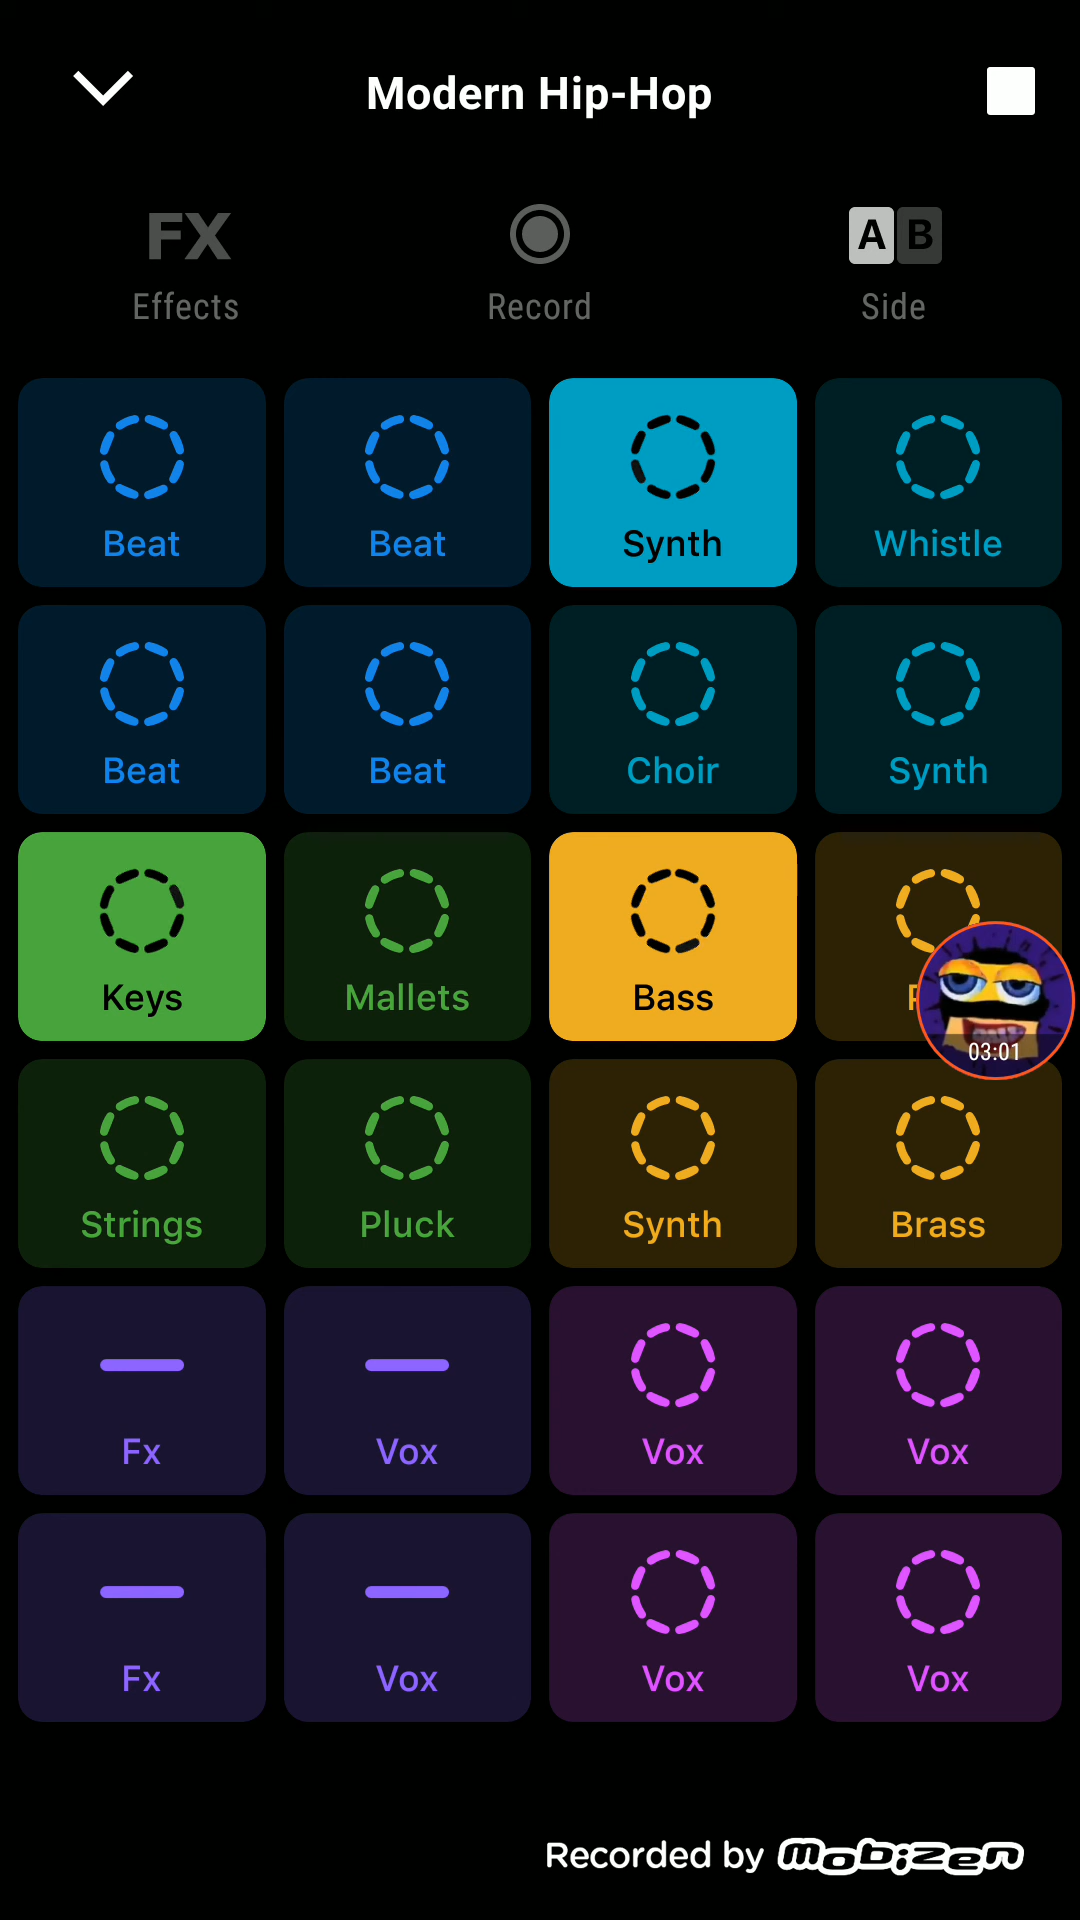 Modern Hip-Hop
FX
A B
Effects
Record
Side
Beat
Beat
Synth
Whistle
Beat
Beat
Choir
Synth
Keys
Mallets
Bass
03:01
Strings
Pluck
Synth
Brass
Fx
Vox
Vox
Vox
Fx
Vox
Vox
Vox
Recorded by mobizen